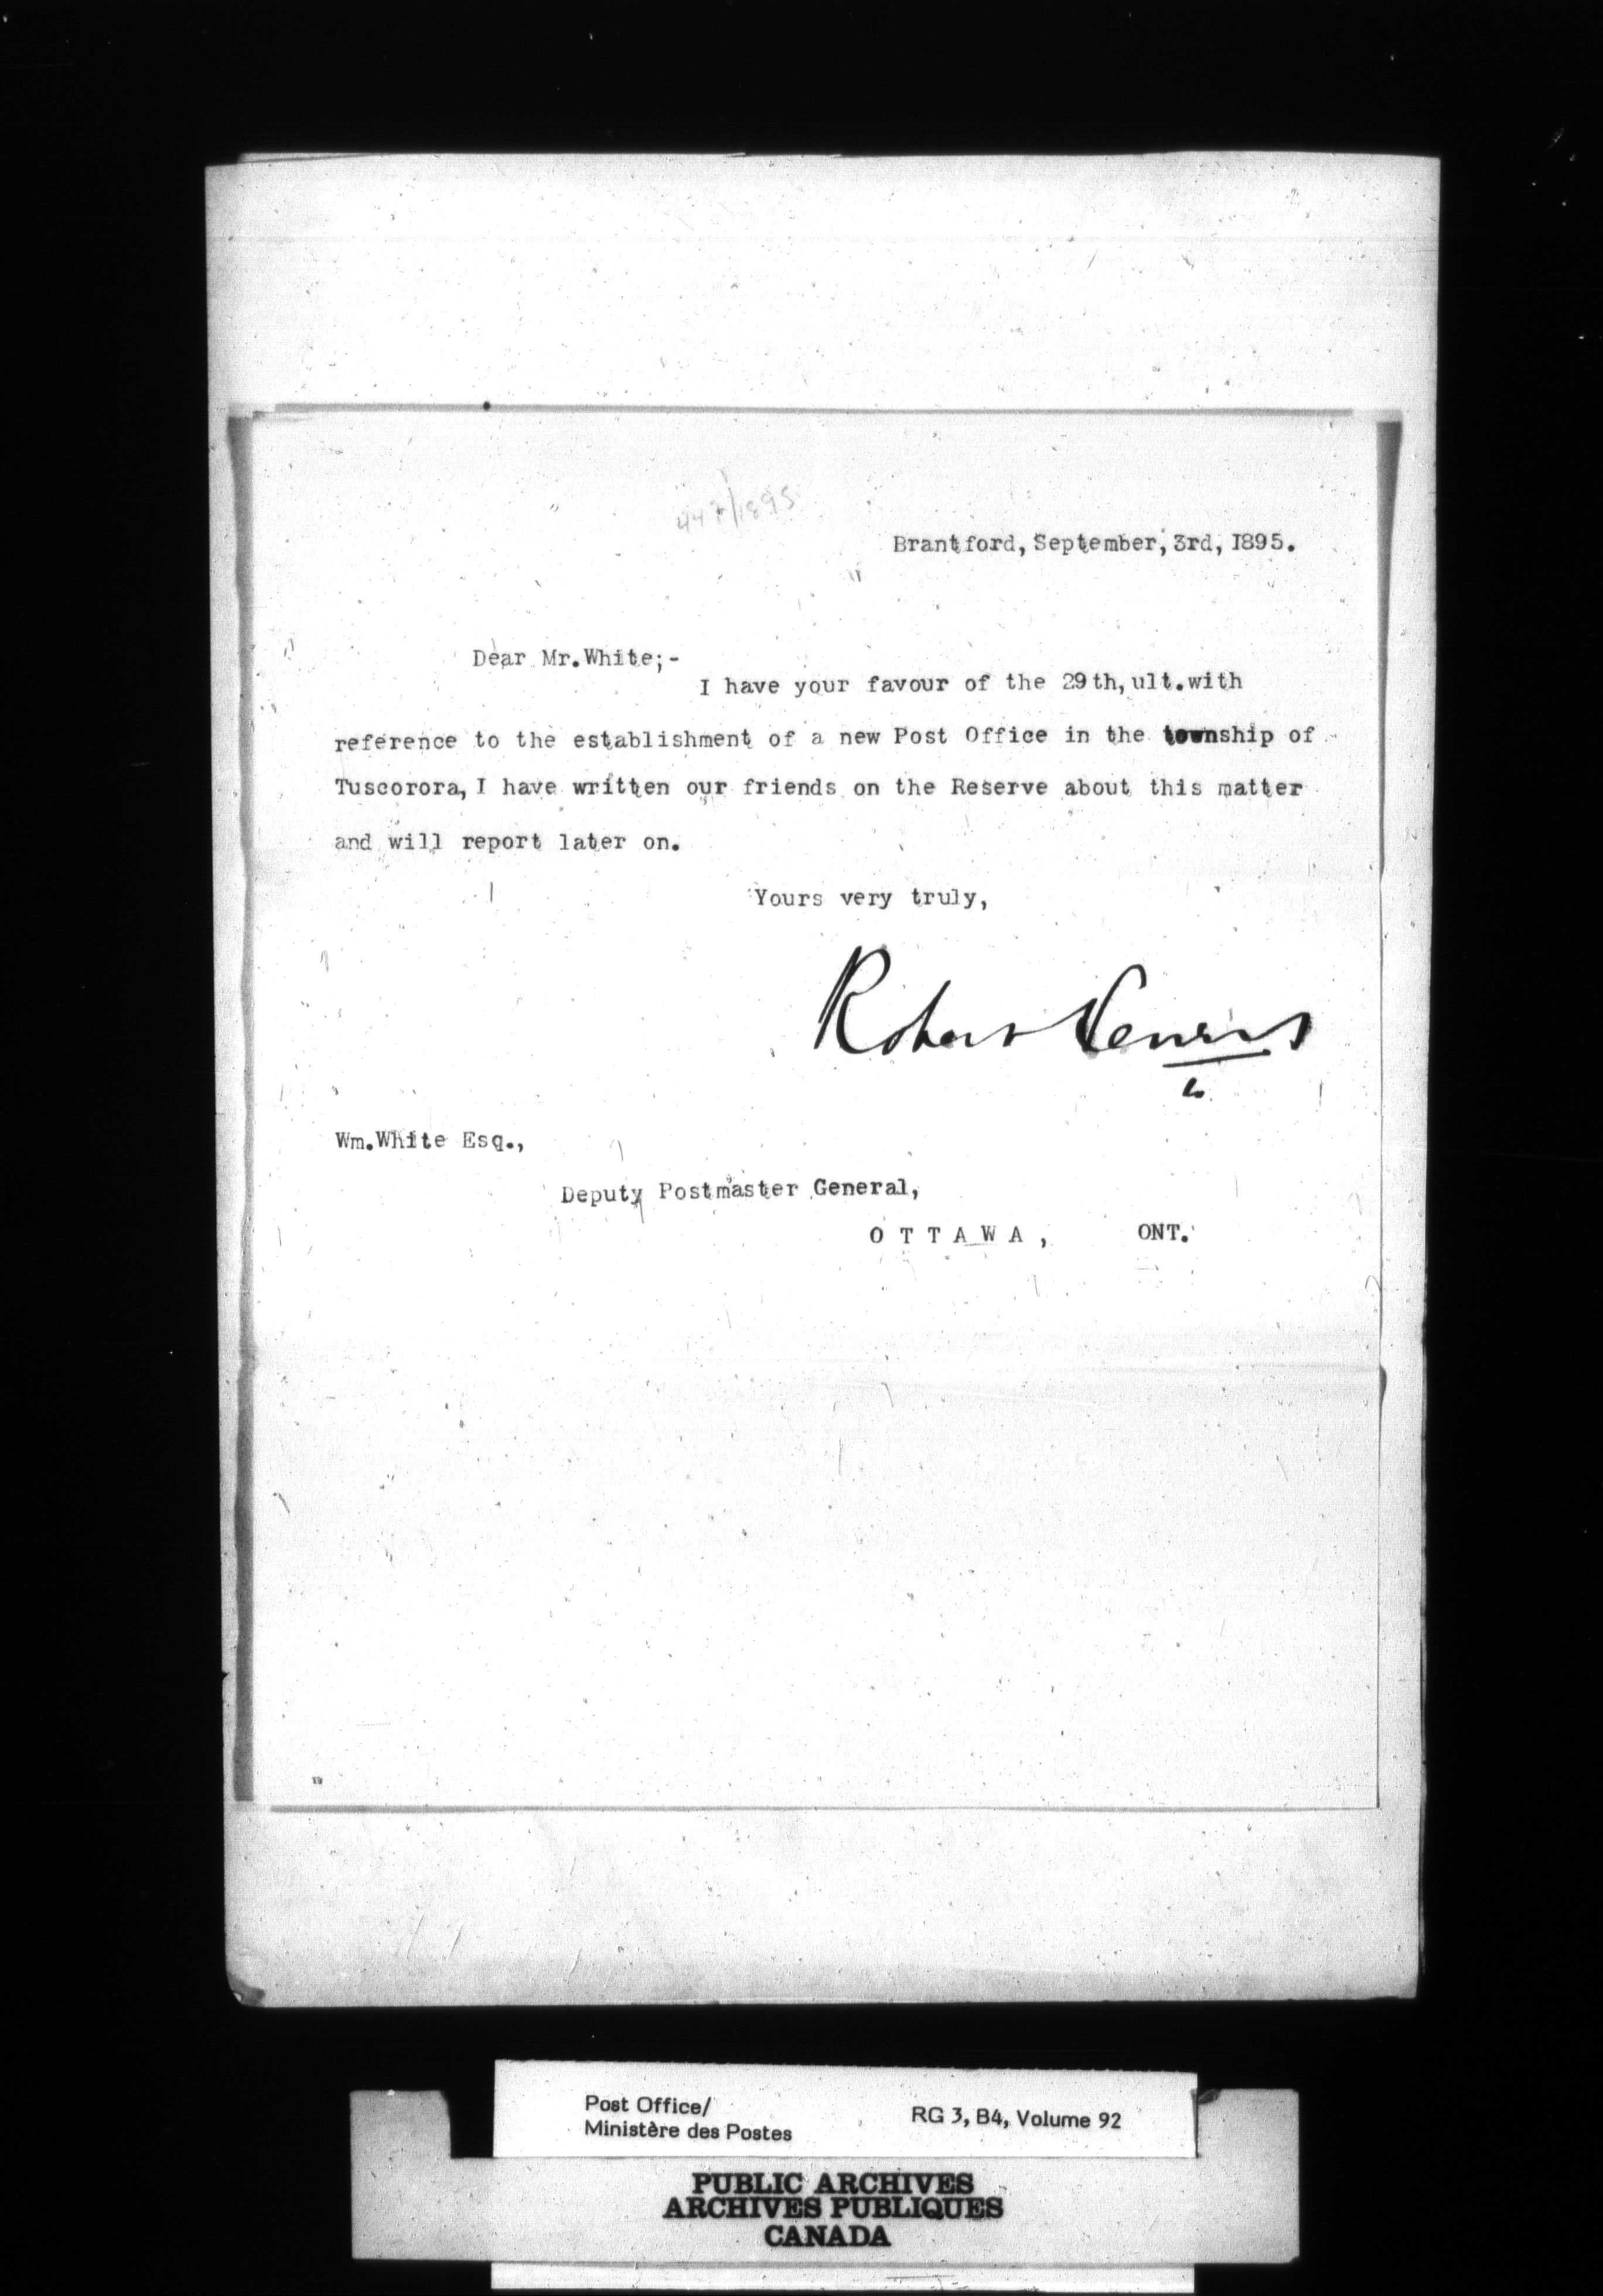 447/1895
Brantford, September, 3rd, 1895.
Dear Mr. White;-
I have your favour of the 29th, ult. with
reference to the establishment of a new Post Office in the township of
Tuscorora, I have written our friends on the Reserve about this matter
and will report later on.
Yours very truly,
Robert Henry
Wm. White Esq.,
Deputy Postmaster General,
O T T A W A , ONT.
Post Office/
Ministère des Postes
RG 3, B4, Volume 92
PUBLIC ARCHIVES
ARCHIVES PUBLIQUES
CANADA